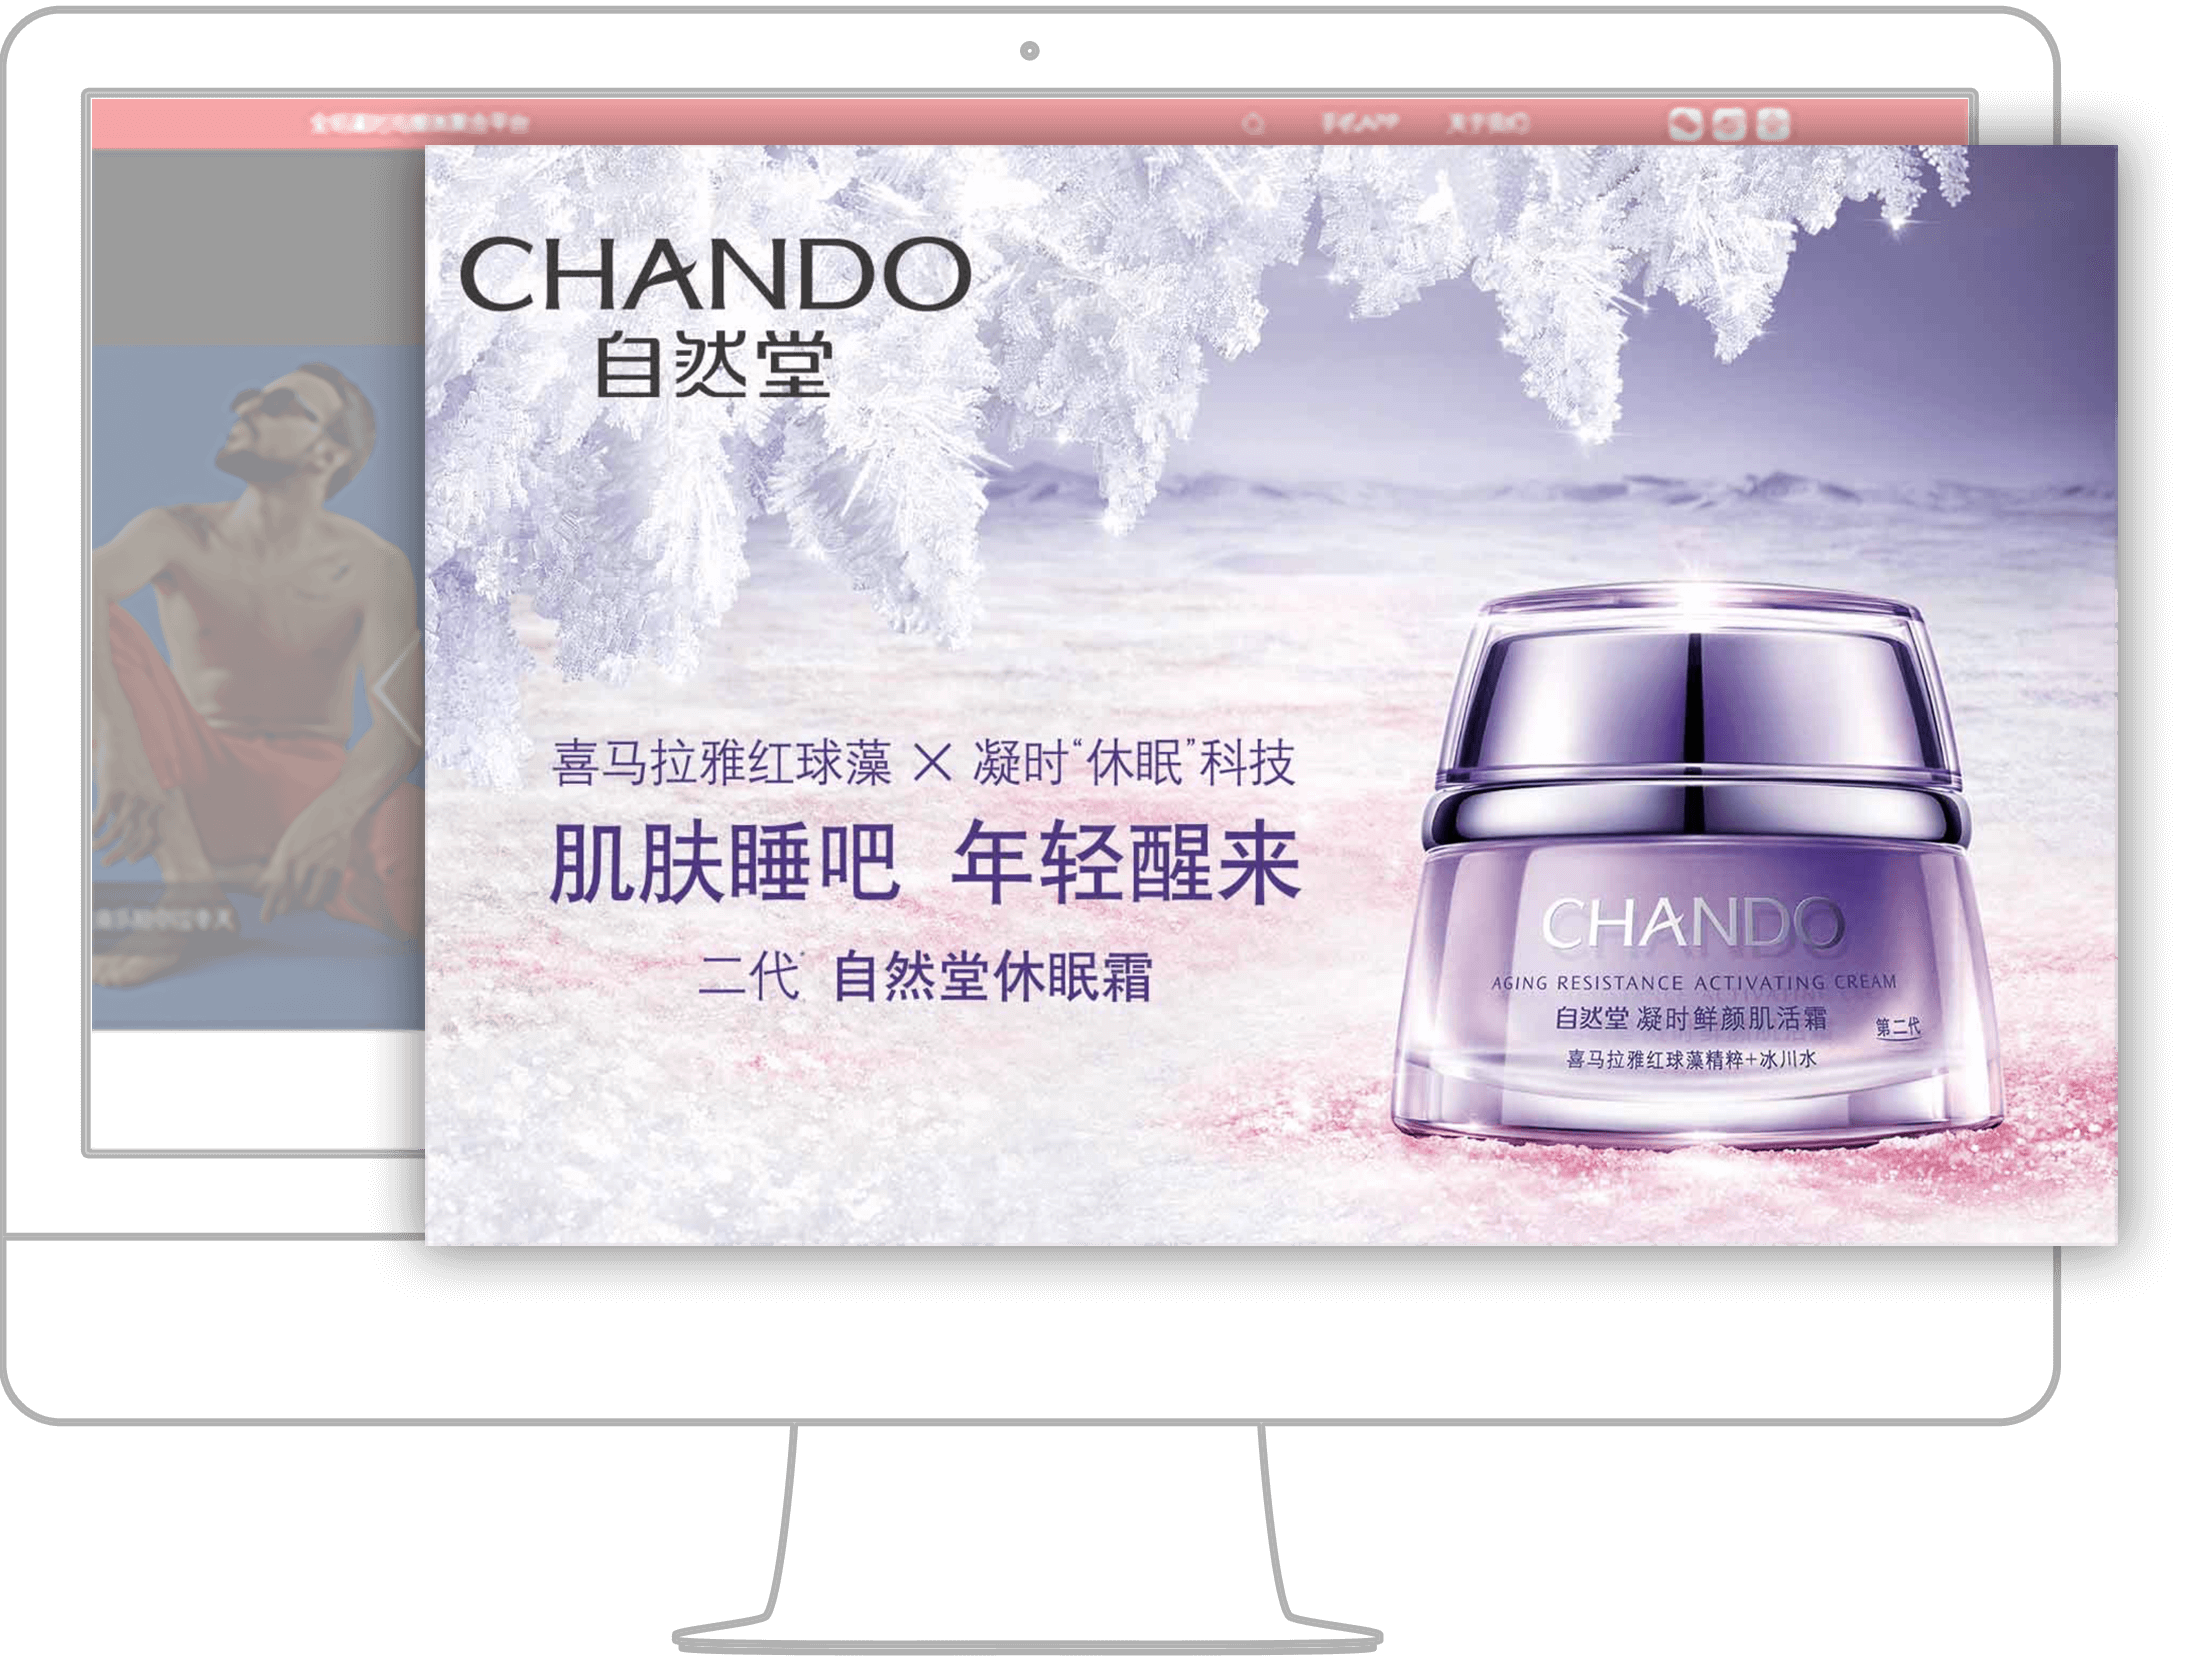 CHANDO
自然堂
喜马拉雅红球藻 × 凝时“休眠”科技
肌肤睡吧 年轻醒来
二代* 自然堂休眠霜
CHANDO
AGING RESISTANCE ACTIVATING CREAM
自然堂 凝时鲜颜肌活霜
第二代
喜马拉雅红球藻精粹+冰川水